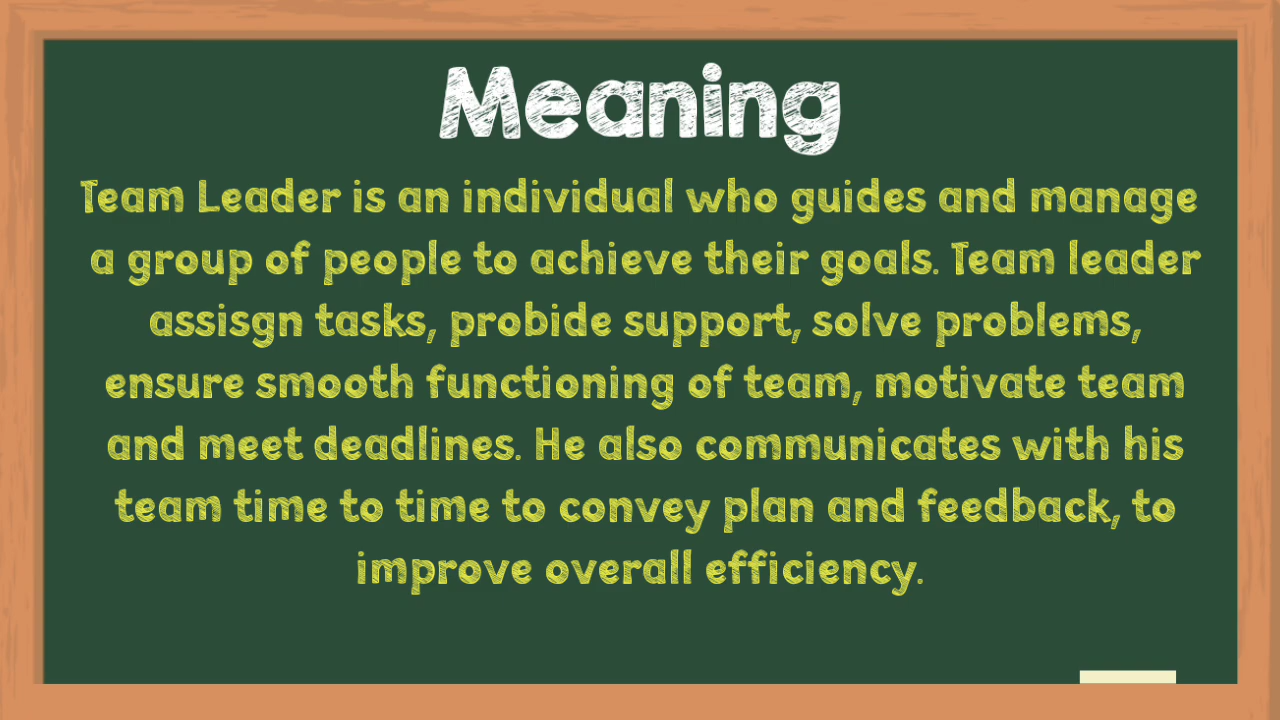 Meaning
Team Leader is an individual who guides and manage
a group of people to achieve their goals. Team leader
assisgn tasks, probide support, solve problems,
ensure smooth functioning of team, motivate team
and meet deadlines. He also communicates with his
team time to time to convey plan and feedback, to
improve overall efficiency.